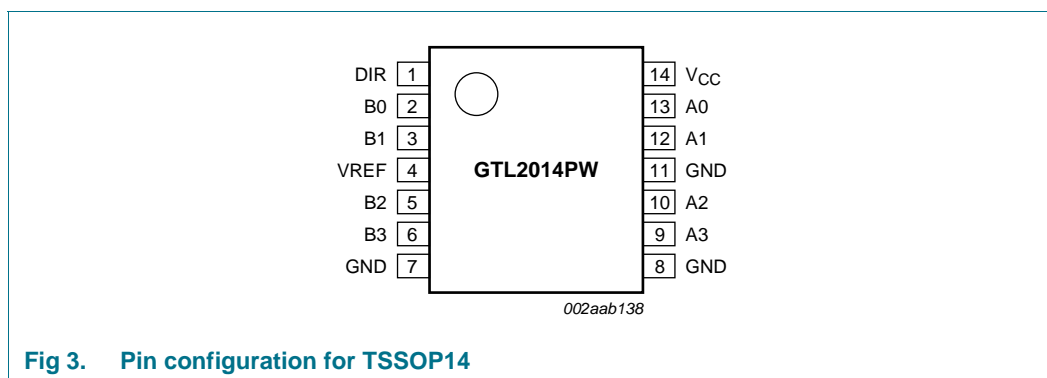 DIR 1 14 VCC
B0 2 13 A0
B1 3 12 A1
VREF 4 GTL2014PW 11 GND
B2 5 10 A2
B3 6 9 A3
GND 7 8 GND
002aab138
Fig 3. Pin configuration for TSSOP14